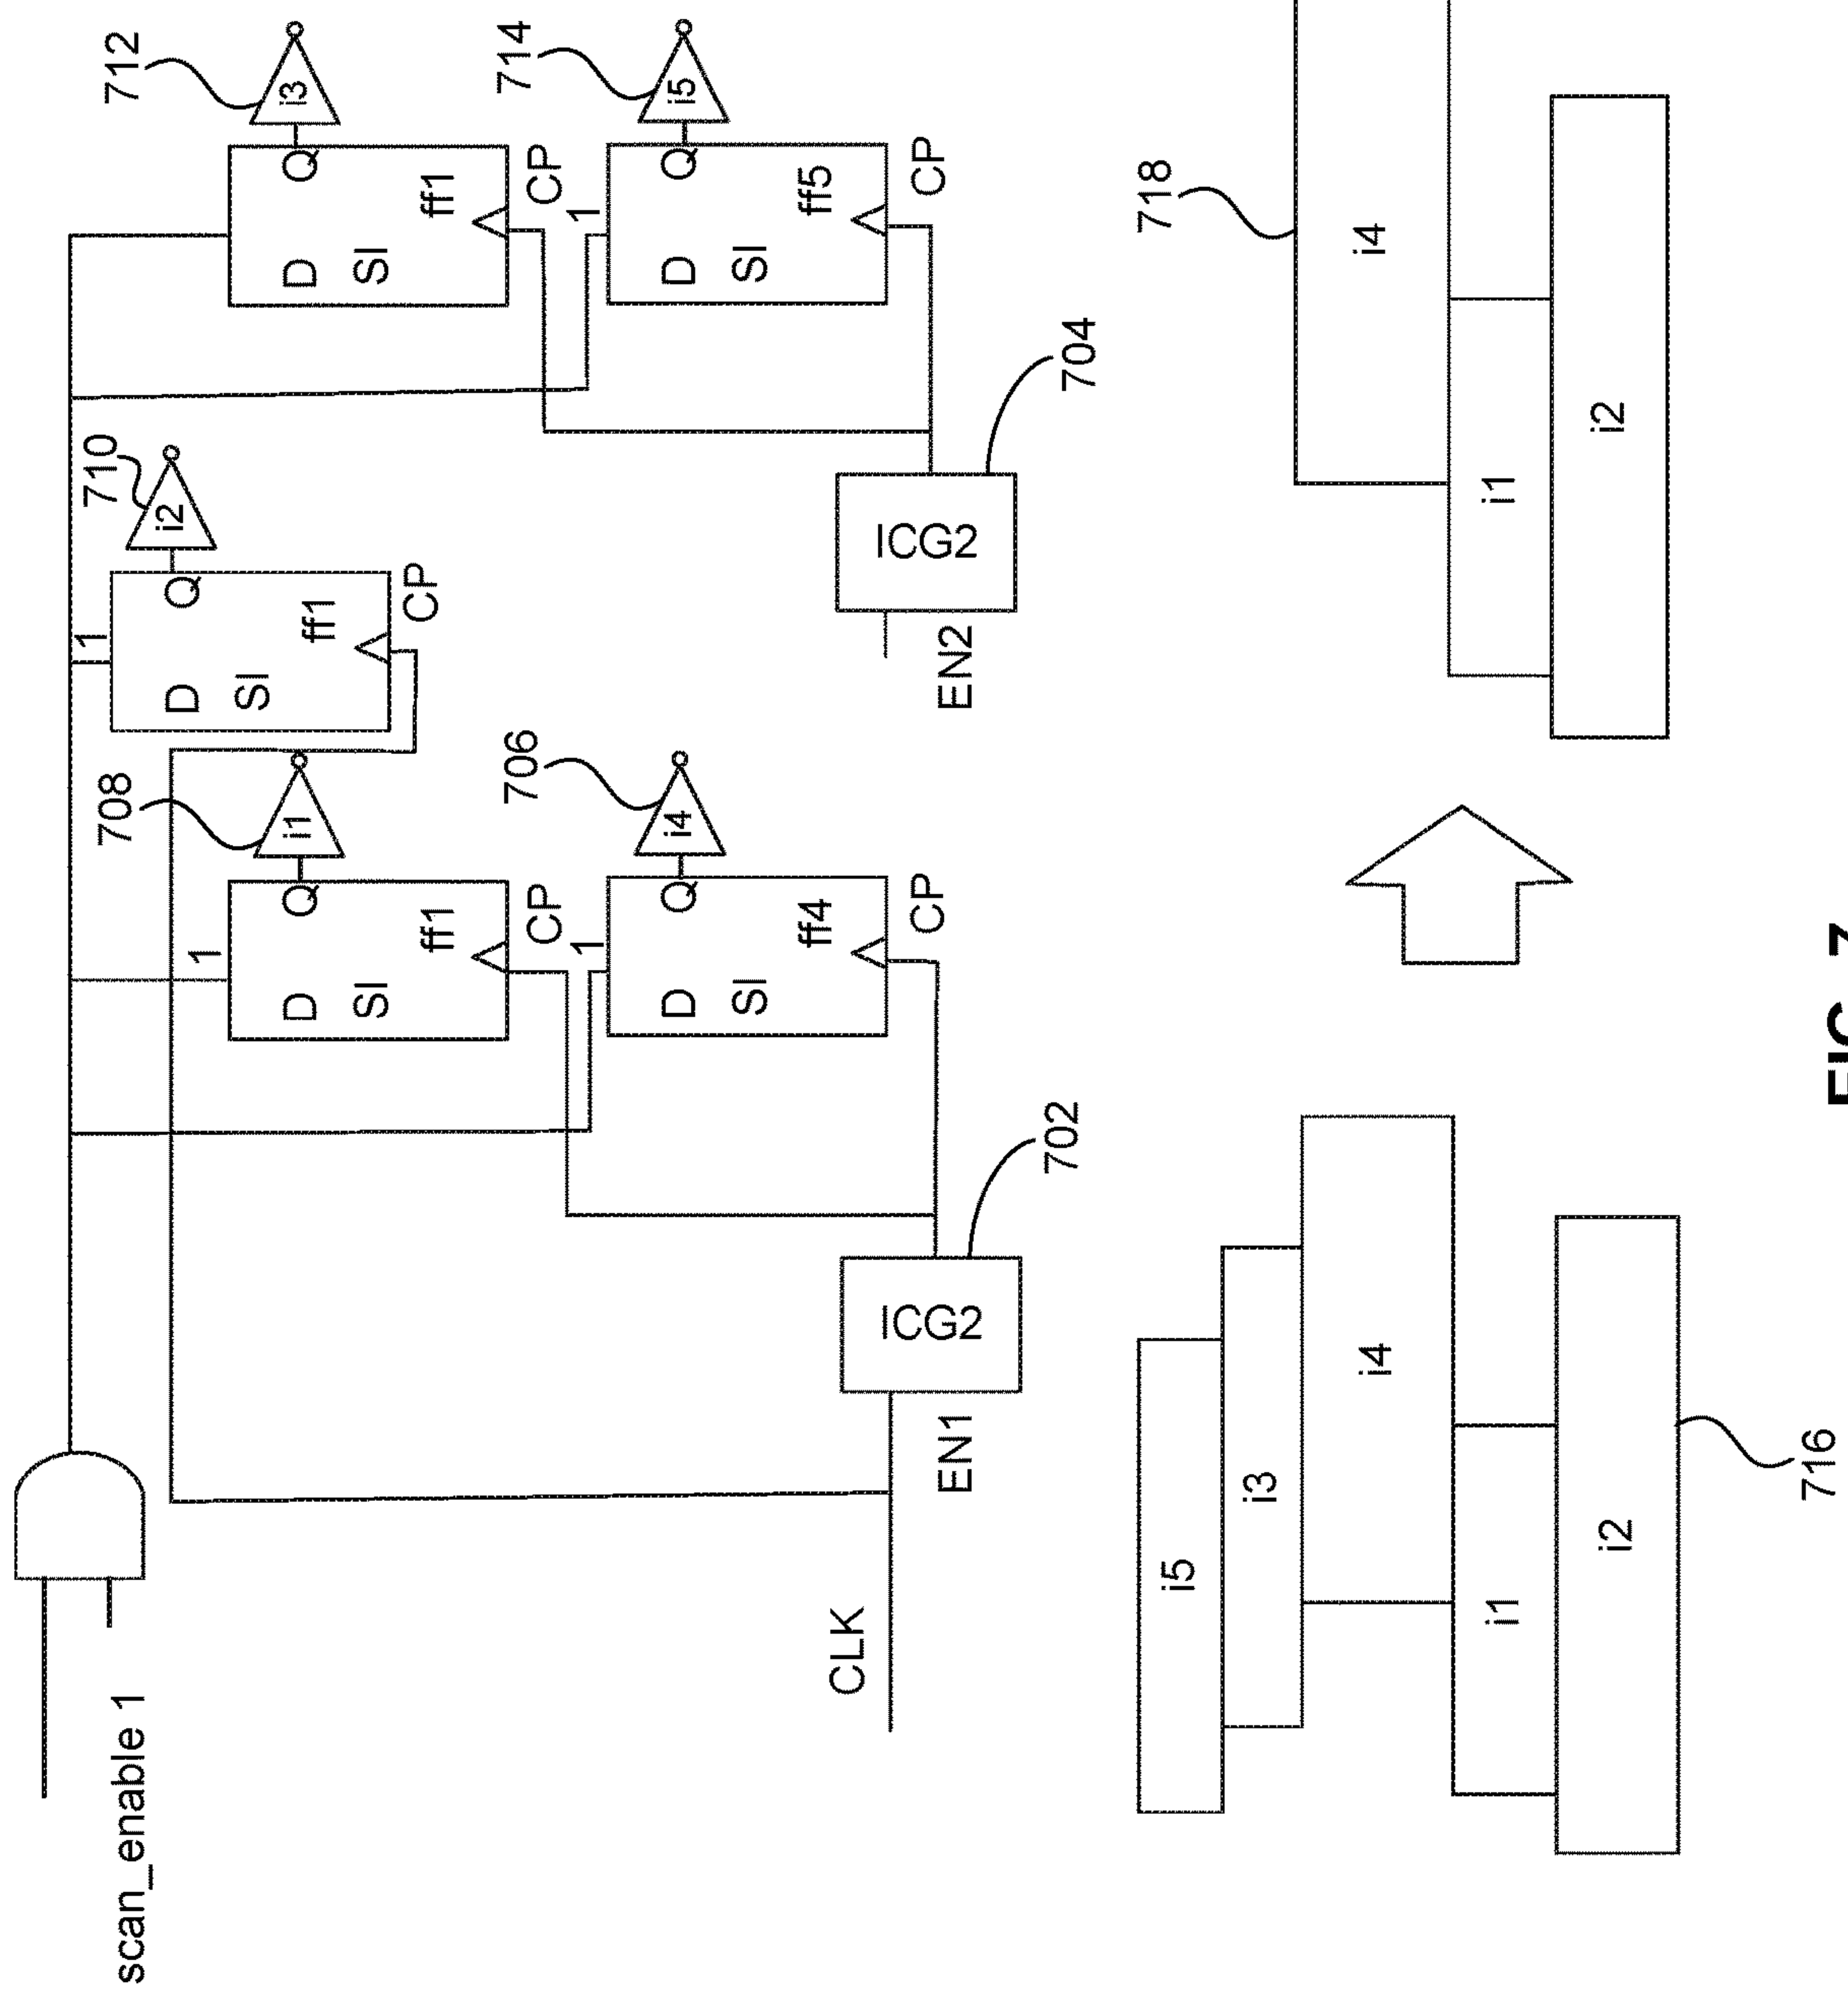 scan_enable 1
708
1
D
SI
Q
ff1
CP
i1
710
1
D
SI
Q
ff1
CP
i2
712
D
SI
Q
ff1
CP
i3
706
1
D
SI
Q
ff4
CP
i4
714
1
D
SI
Q
ff5
CP
i5
CLK
EN1
ICG2
702
EN2
ICG2
704
i5
i3
i4
i1
i2
716
718
i4
i1
i2